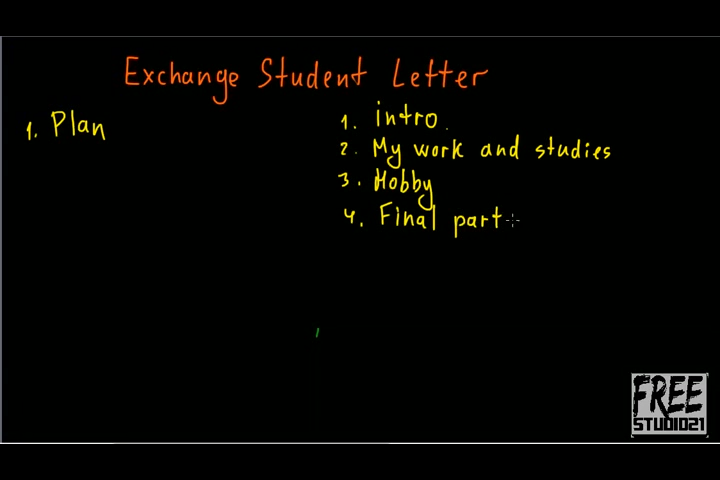 Exchange Student Letter
1. Plan
1. intro.
2. My work and studies
3. Hobby
4. Final part
FREE
STUDIO21